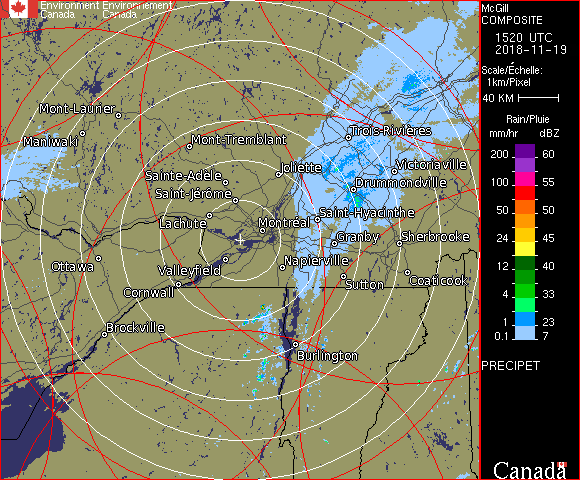 Environment Environnement
Canada Canada
McGill
COMPOSITE
1520 UTC
2018-11-19
Scale/Échelle:
1km/Pixel
40 KM
Rain/Pluie
mm/hr dBZ
200 60
150 57
100 55
50 50
24 45
12 40
4 33
1 23
0.1 7
PRECIPET
Canada
Mont-Laurier
Maniwaki
Mont-Tremblant
Trois-Rivières
Joliette
Victoriaville
Sainte-Adèle
Drummondville
Saint-Jérôme
Saint-Hyacinthe
Lachute
Montréal
Granby
Sherbrooke
Ottawa
Valleyfield
Napierville
Cornwall
Sutton
Coaticook
Brockville
Burlington